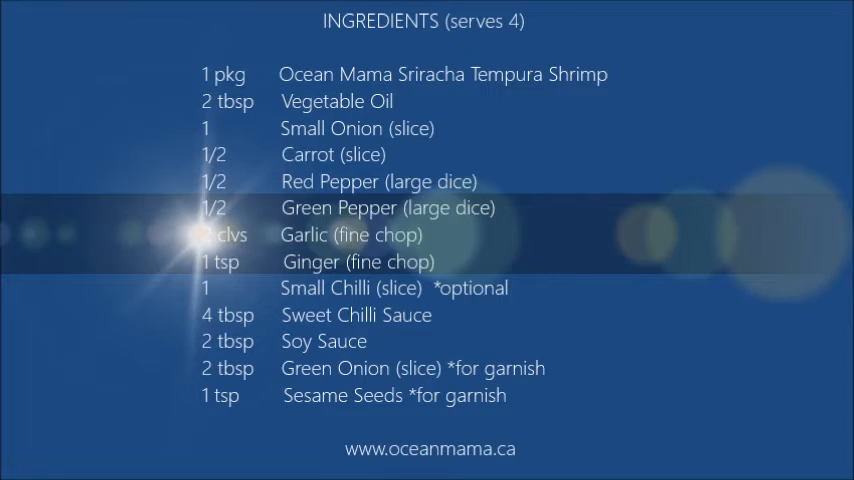 INGREDIENTS (serves 4)
1 pkg Ocean Mama Sriracha Tempura Shrimp
2 tbsp Vegetable Oil
1 Small Onion (slice)
1/2 Carrot (slice)
1/2 Red Pepper (large dice)
1/2 Green Pepper (large dice)
clvs Garlic (fine chop)
1 tsp Ginger (fine chop)
1 Small Chilli (slice) *optional
4 tbsp Sweet Chilli Sauce
2 tbsp Soy Sauce
2 tbsp Green Onion (slice) *for garnish
1 tsp Sesame Seeds *for garnish
www.oceanmama.ca